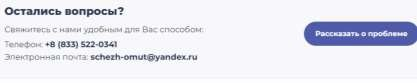 Остались вопросы?
Свяжитесь с нами удобным для Вас способом:
Рассказать о проблеме
Телефон: +8 (833) 522-0341
Электронная почта: schezh-omut@yandex.ru